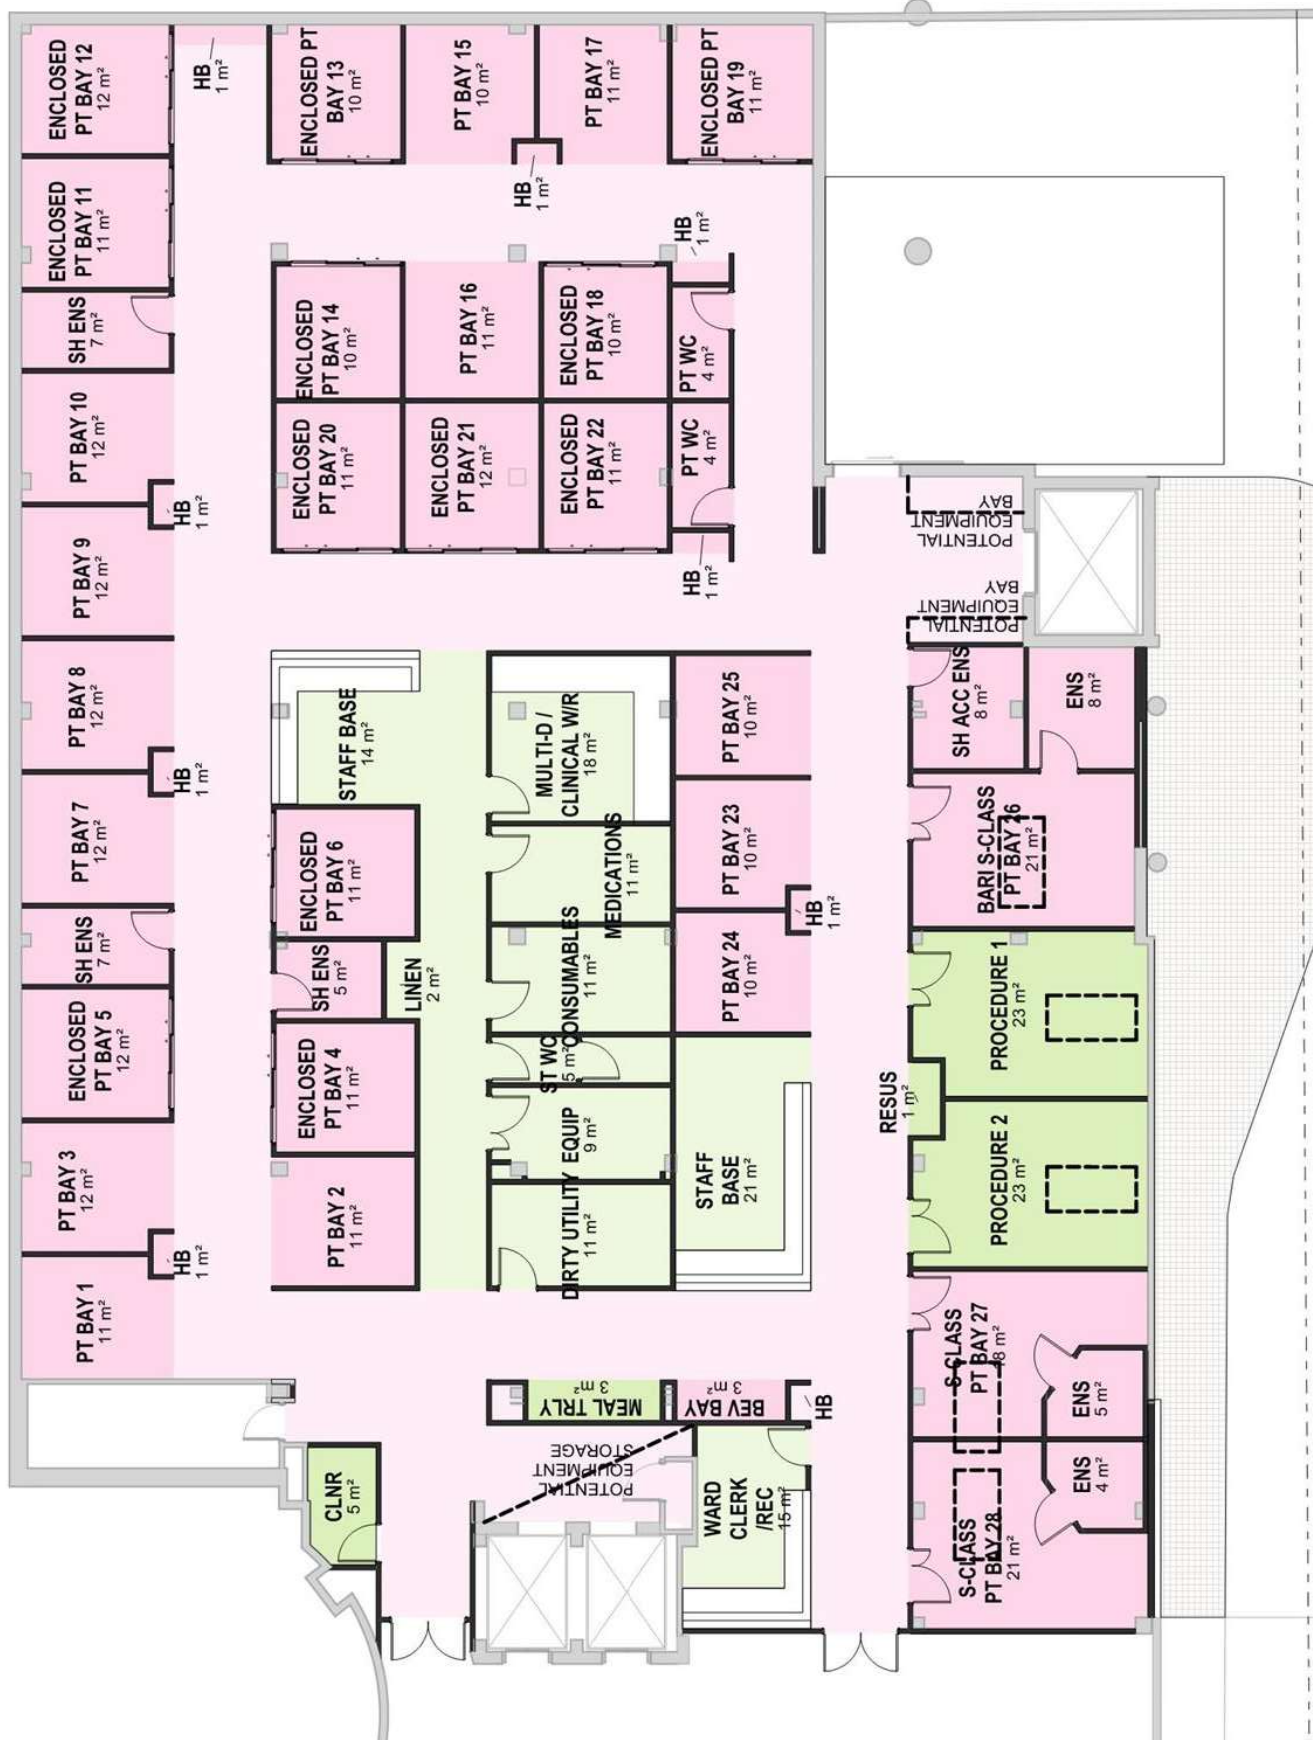 ENCLOSED
PT BAY 12
12 m²
HB
1 m²
ENCLOSED PT
BAY 13
10 m²
PT BAY 15
10 m²
PT BAY 17
11 m²
ENCLOSED PT
BAY 19
11 m²
ENCLOSED
PT BAY 11
11 m²
HB
1 m²
HB
1 m²
SH ENS
7 m²
ENCLOSED
PT BAY 14
10 m²
PT BAY 16
11 m²
ENCLOSED
PT BAY 18
10 m²
PT WC
4 m²
PT BAY 10
12 m²
HB
1 m²
ENCLOSED
PT BAY 20
11 m²
ENCLOSED
PT BAY 21
12 m²
ENCLOSED
PT BAY 22
11 m²
PT WC
4 m²
HB
1 m²
POTENTIAL
EQUIPMENT
BAY
PT BAY 9
12 m²
POTENTIAL
EQUIPMENT
BAY
PT BAY 8
12 m²
HB
1 m²
STAFF BASE
14 m²
MULTI-D /
CLINICAL W/R
18 m²
PT BAY 25
10 m²
SH ACC ENS
8 m²
ENS
8 m²
PT BAY 7
12 m²
ENCLOSED
PT BAY 6
11 m²
MEDICATIONS
11 m²
PT BAY 23
10 m²
HB
1 m²
BARI S-CLASS
PT BAY 26
21 m²
SH ENS
7 m²
SH ENS
5 m²
LINEN
2 m²
CONSUMABLES
11 m²
PT BAY 24
10 m²
PROCEDURE 1
23 m²
ENCLOSED
PT BAY 5
12 m²
ENCLOSED
PT BAY 4
11 m²
ST WC
5 m²
RESUS
1 m²
PT BAY 3
12 m²
HB
1 m²
PT BAY 2
11 m²
EQUIP
9 m²
DIRTY UTILITY
11 m²
STAFF
BASE
21 m²
PROCEDURE 2
23 m²
PT BAY 1
11 m²
MEAL TRLY
3 m²
BEV BAY
3 m²
HB
S-CLASS
PT BAY 27
18 m²
ENS
5 m²
CLNR
5 m²
POTENTIAL
EQUIPMENT
STORAGE
WARD
CLERK
/REC
15 m²
S-CLASS
PT BAY 28
21 m²
ENS
4 m²